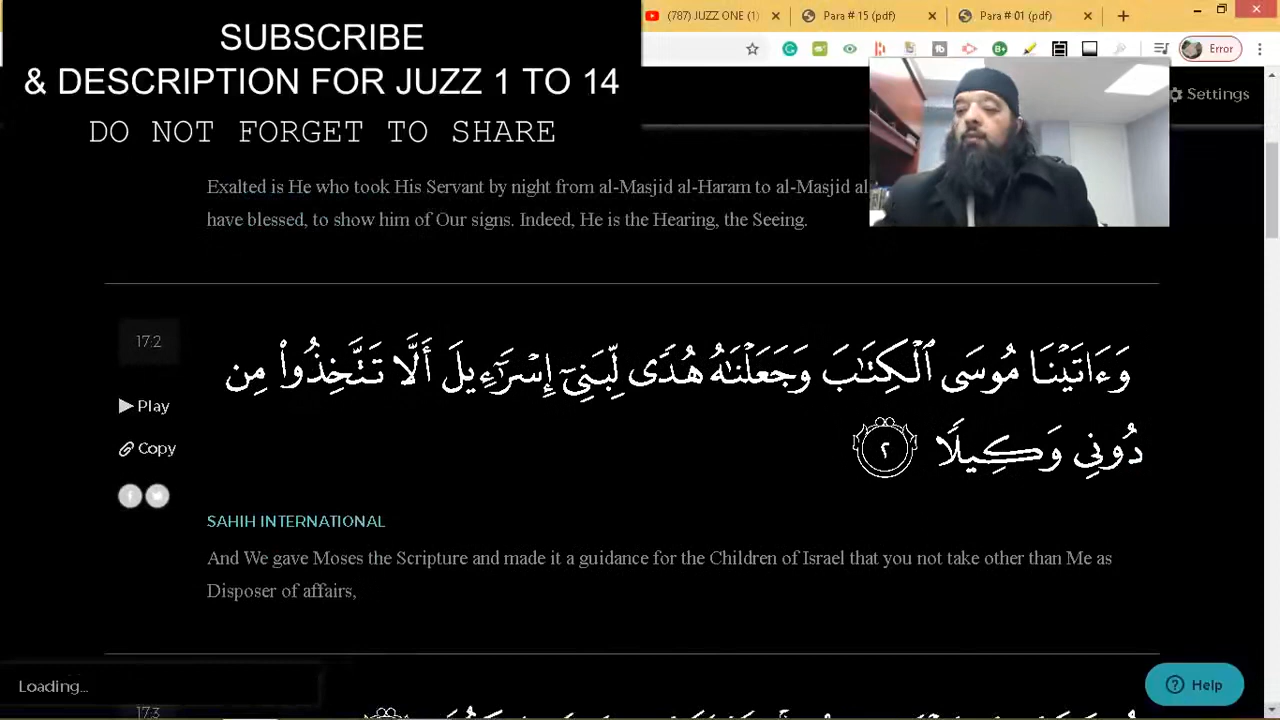 SUBSCRIBE
& DESCRIPTION FOR JUZZ 1 TO 14
DO NOT FORGET TO SHARE
(787) JUZZ ONE (1)
Para # 15 (pdf)
Para # 01 (pdf)
Error
Settings
Exalted is He who took His Servant by night from al-Masjid al-Haram to al-Masjid al
have blessed, to show him of Our signs. Indeed, He is the Hearing, the Seeing.
17:2
وَءَاتَيْنَا مُوسَى ٱلْكِتَٰبَ وَجَعَلْنَٰهُ هُدًى لِّبَنِىٓ إِسْرَٰٓءِيلَ أَلَّا تَتَّخِذُوا۟ مِن
دُونِى وَكِيلًا ٢
Play
Copy
SAHIH INTERNATIONAL
And We gave Moses the Scripture and made it a guidance for the Children of Israel that you not take other than Me as
Disposer of affairs,
Loading...
Help
17:3